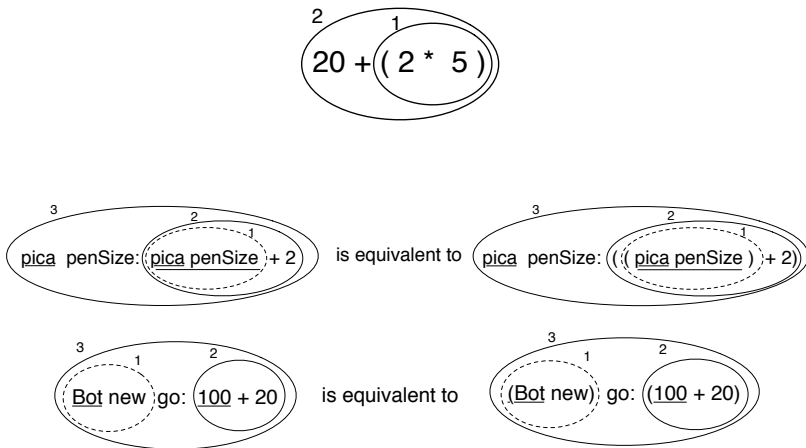 2
1
20 + ( 2 * 5 )
3
2
1
pica penSize: pica penSize + 2
is equivalent to
3
2
1
pica penSize: ( ( pica penSize ) + 2)
3
1
2
Bot new go: 100 + 20
is equivalent to
3
1
2
(Bot new) go: (100 + 20)